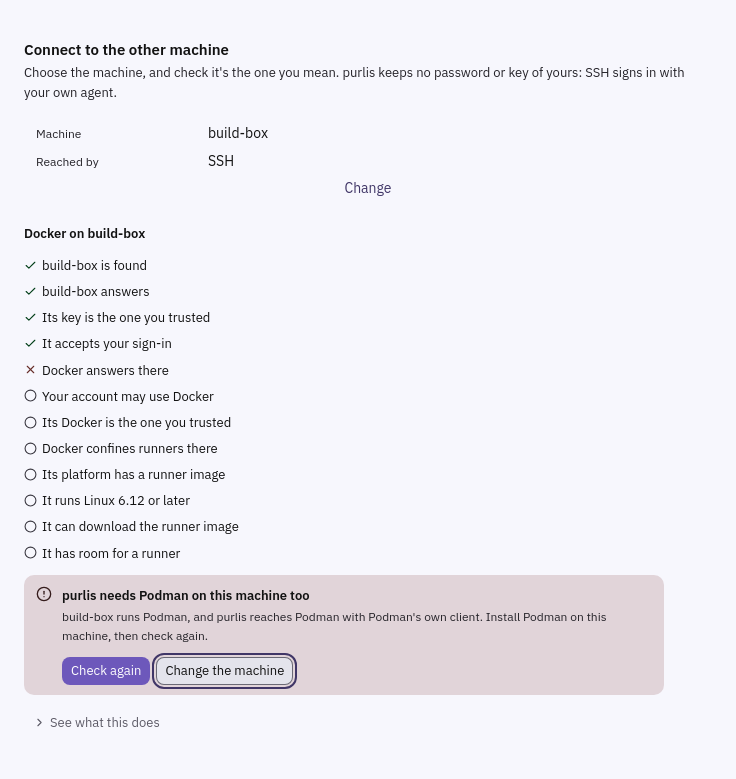 Connect to the other machine
Choose the machine, and check it's the one you mean. purlis keeps no password or key of yours: SSH signs in with
your own agent.
Machine build-box
Reached by SSH
Change
Docker on build-box
build-box is found
build-box answers
Its key is the one you trusted
It accepts your sign-in
Docker answers there
Your account may use Docker
Its Docker is the one you trusted
Docker confines runners there
Its platform has a runner image
It runs Linux 6.12 or later
It can download the runner image
It has room for a runner
purlis needs Podman on this machine too
build-box runs Podman, and purlis reaches Podman with Podman's own client. Install Podman on this
machine, then check again.
Check again Change the machine
See what this does